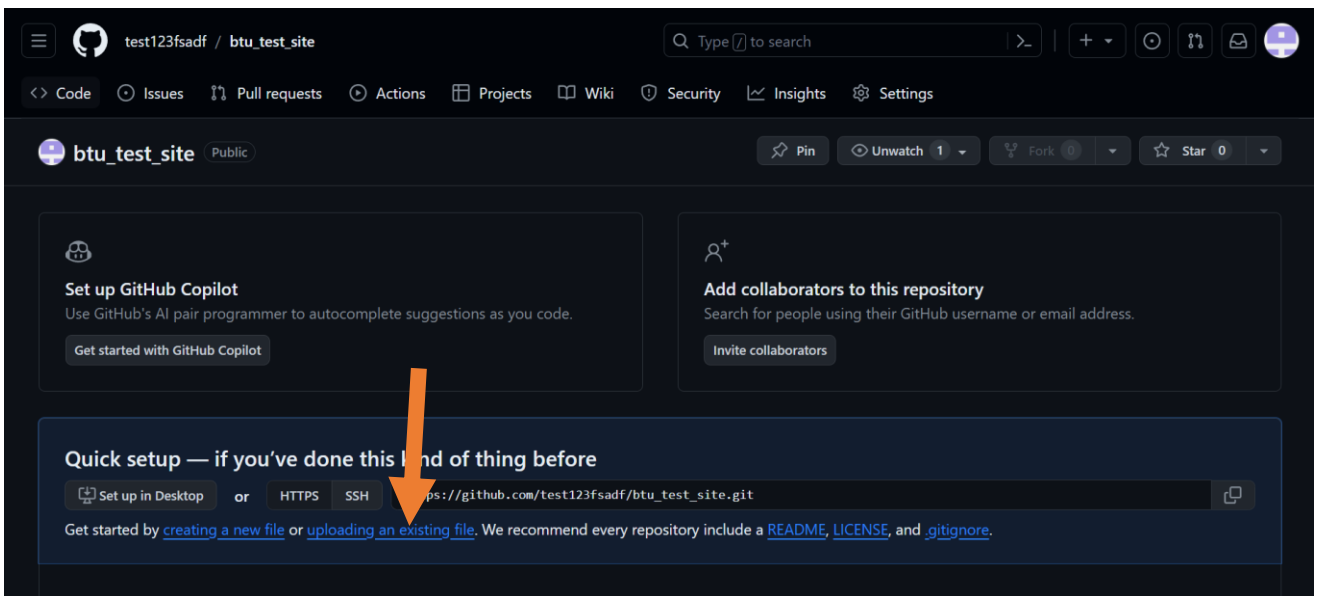 test123fsadf / btu_test_site
Type / to search
Code Issues Pull requests Actions Projects Wiki Security Insights Settings
btu_test_site Public
Pin Unwatch 1 Fork 0 Star 0
Set up GitHub Copilot
Use GitHub's AI pair programmer to autocomplete suggestions as you code.
Get started with GitHub Copilot
Add collaborators to this repository
Search for people using their GitHub username or email address.
Invite collaborators
Quick setup — if you've done this kind of thing before
Set up in Desktop or HTTPS SSH ps://github.com/test123fsadf/btu_test_site.git
Get started by creating a new file or uploading an existing file. We recommend every repository include a README, LICENSE, and .gitignore.